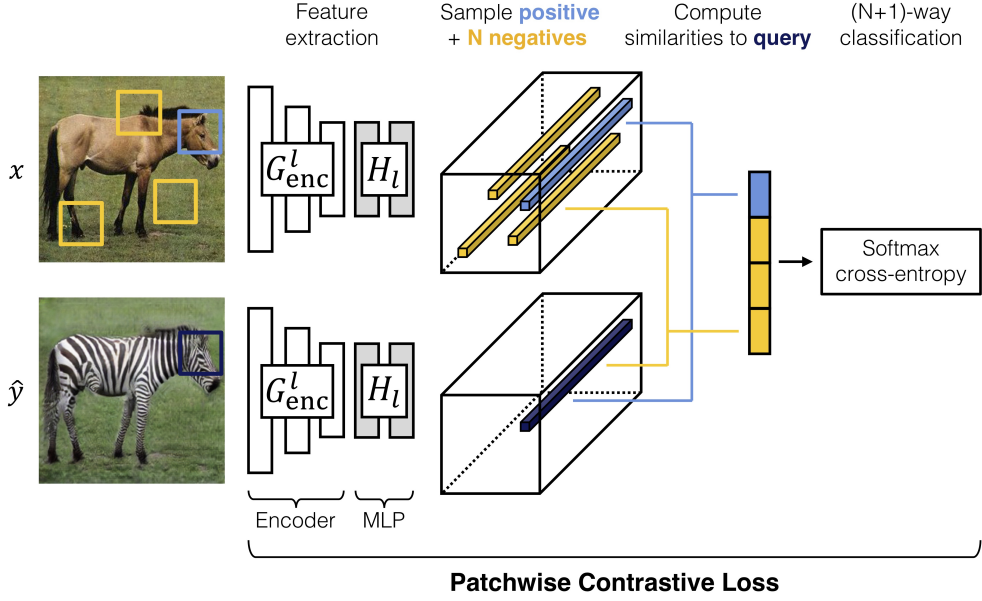 Feature
extraction
Sample positive
+ N negatives
Compute
similarities to query
(N+1)-way
classification
x
G^l_enc
H_l
Softmax
cross-entropy
ŷ
G^l_enc
H_l
Encoder
MLP
Patchwise Contrastive Loss